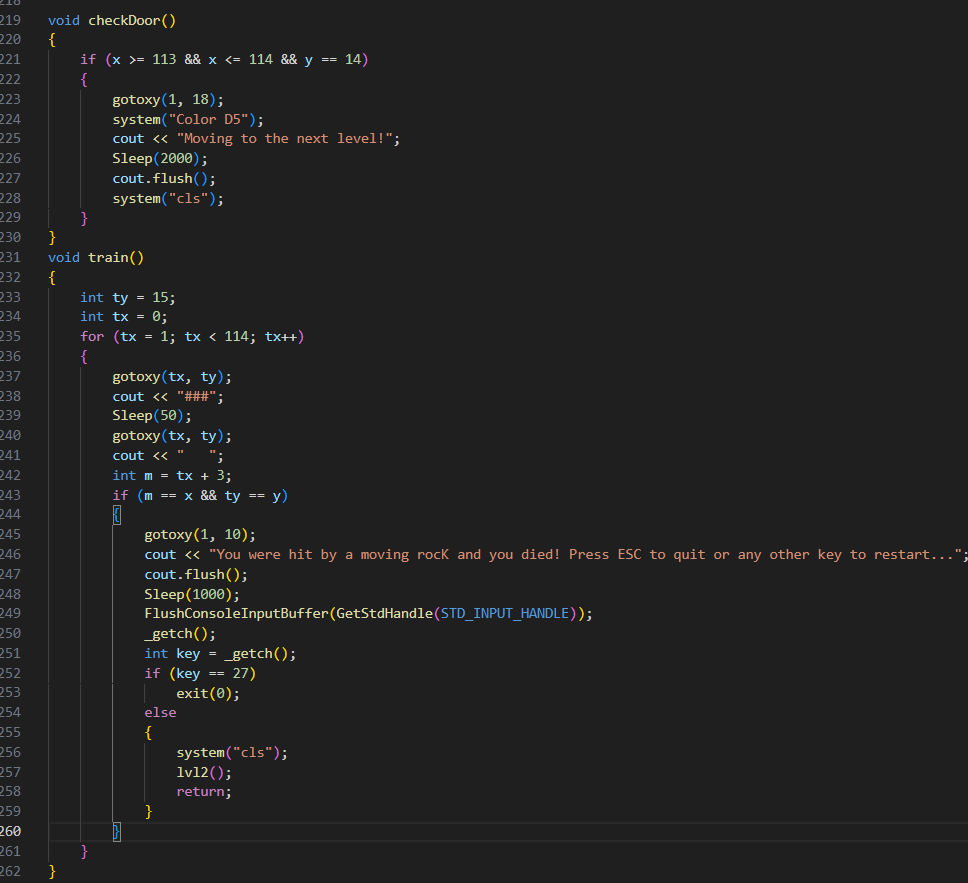 218
219 void checkDoor()
220 {
221     if (x >= 113 && x <= 114 && y == 14)
222     {
223         gotoxy(1, 18);
224         system("Color D5");
225         cout << "Moving to the next level!";
226         Sleep(2000);
227         cout.flush();
228         system("cls");
229     }
230 }
231 void train()
232 {
233     int ty = 15;
234     int tx = 0;
235     for (tx = 1; tx < 114; tx++)
236     {
237         gotoxy(tx, ty);
238         cout << "###";
239         Sleep(50);
240         gotoxy(tx, ty);
241         cout << "   ";
242         int m = tx + 3;
243         if (m == x && ty == y)
244         {
245             gotoxy(1, 10);
246             cout << "You were hit by a moving rocK and you died! Press ESC to quit or any other key to restart...";
247             cout.flush();
248             Sleep(1000);
249             FlushConsoleInputBuffer(GetStdHandle(STD_INPUT_HANDLE));
250             _getch();
251             int key = _getch();
252             if (key == 27)
253                 exit(0);
254             else
255             {
256                 system("cls");
257                 lvl2();
258                 return;
259             }
260         }
261     }
262 }